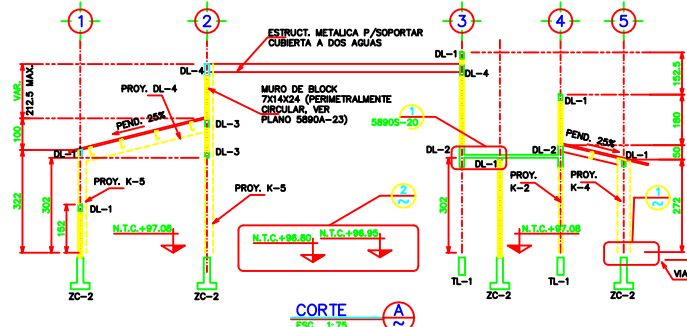 1
2
3
4
5
ESTRUCT. METALICA P/SOPORTAR
CUBIERTA A DOS AGUAS
DL-1
DL-4
DL-4
VAR.
212.5 MAX.
PROY. DL-4
MURO DE BLOCK
7X14X24 (PERIMETRALMENTE
CIRCULAR, VER
PLANO 5890A-23)
1
5890S-20
DL-1
152.5
180
PEND. 25%
100
DL-3
DL-3
DL-1
DL-2
DL-1
DL-2
PEND. 25%
DL-1
50
PROY. K-5
PROY. K-5
PROY.
K-2
PROY.
K-4
322
302
152
DL-1
302
272
2
1
N.T.C.+97.08
N.T.C.+96.80
N.T.C.+96.95
N.T.C.+97.08
VIA
ZC-2
ZC-2
TL-1
ZC-2
TL-1
ZC-2
CORTE
A
ESC. 1:75